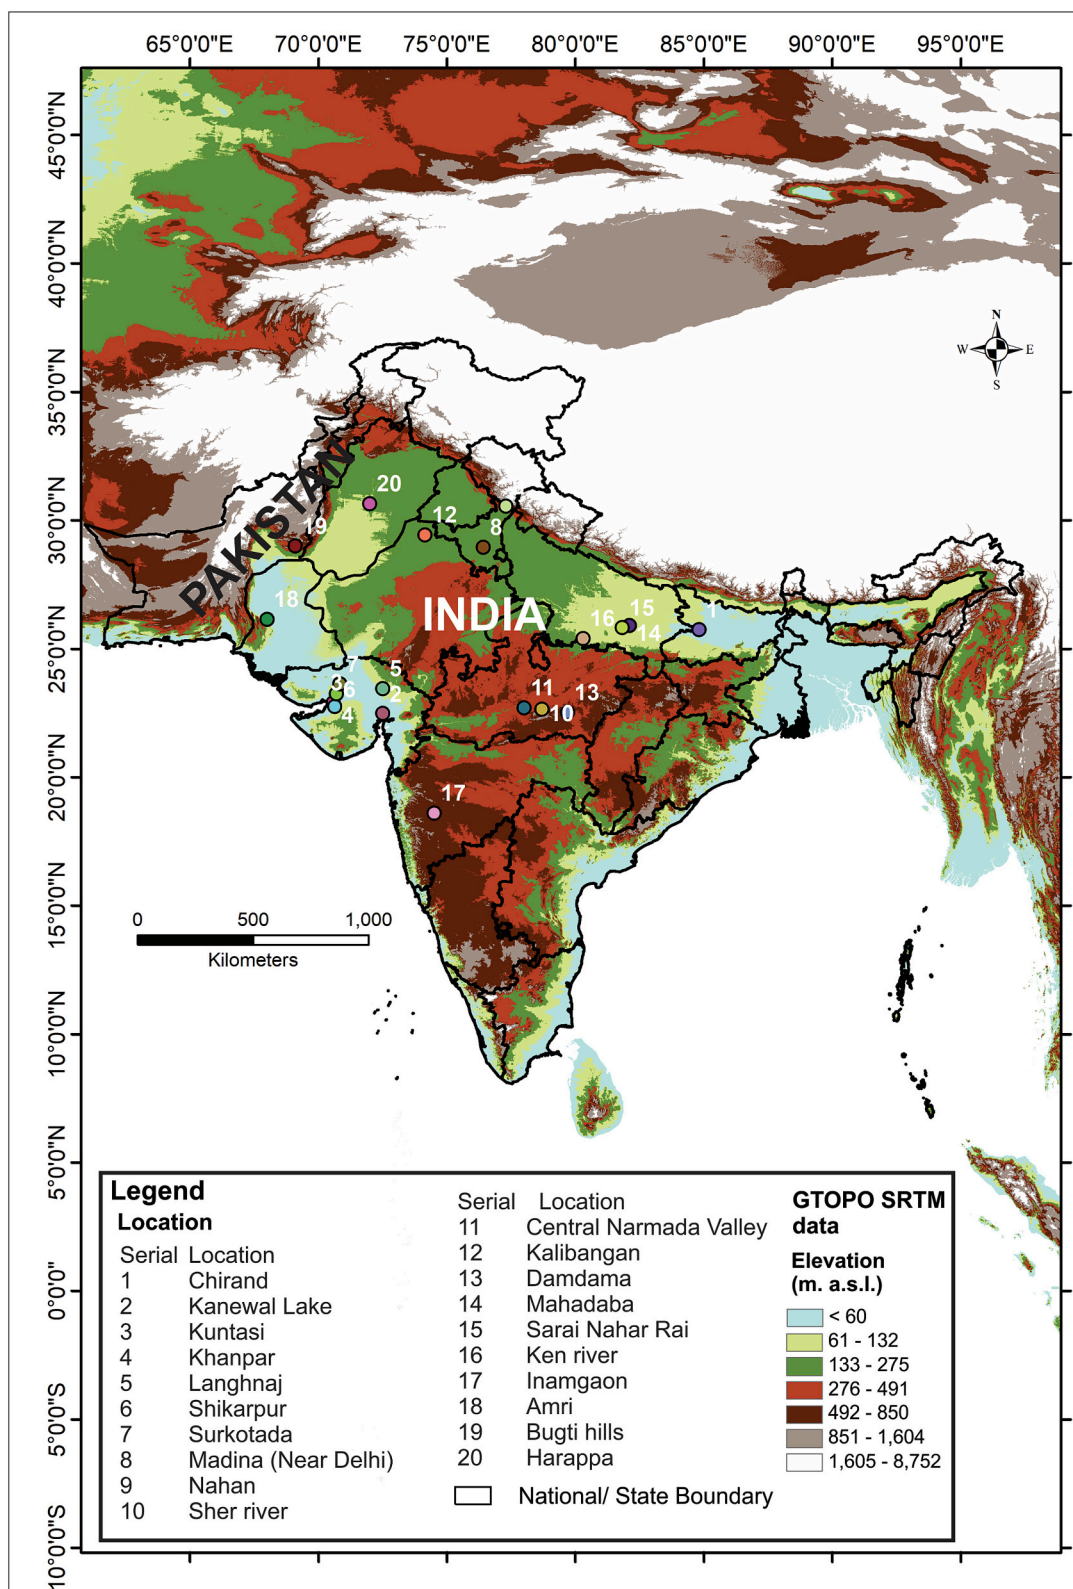 65°0'0"E 70°0'0"E 75°0'0"E 80°0'0"E 85°0'0"E 90°0'0"E 95°0'0"E
45°0'0"N
40°0'0"N
35°0'0"N
30°0'0"N
25°0'0"N
20°0'0"N
15°0'0"N
10°0'0"N
5°0'0"N
0°0'0"
5°0'0"S
10°0'0"S
N
W E
S
PAKISTAN
INDIA
20
12
19
8
18
16
15
14
1
7
3
6
5
2
4
11
10
13
17
0 500 1,000
Kilometers
Legend
Location
Serial Location
1 Chirand
2 Kanewal Lake
3 Kuntasi
4 Khanpar
5 Langhnaj
6 Shikarpur
7 Surkotada
8 Madina (Near Delhi)
9 Nahan
10 Sher river
Serial Location
11 Central Narmada Valley
12 Kalibangan
13 Damdama
14 Mahadaba
15 Sarai Nahar Rai
16 Ken river
17 Inamgaon
18 Amri
19 Bugti hills
20 Harappa
National/ State Boundary
GTOPO SRTM
data
Elevation
(m. a.s.l.)
< 60
61 - 132
133 - 275
276 - 491
492 - 850
851 - 1,604
1,605 - 8,752